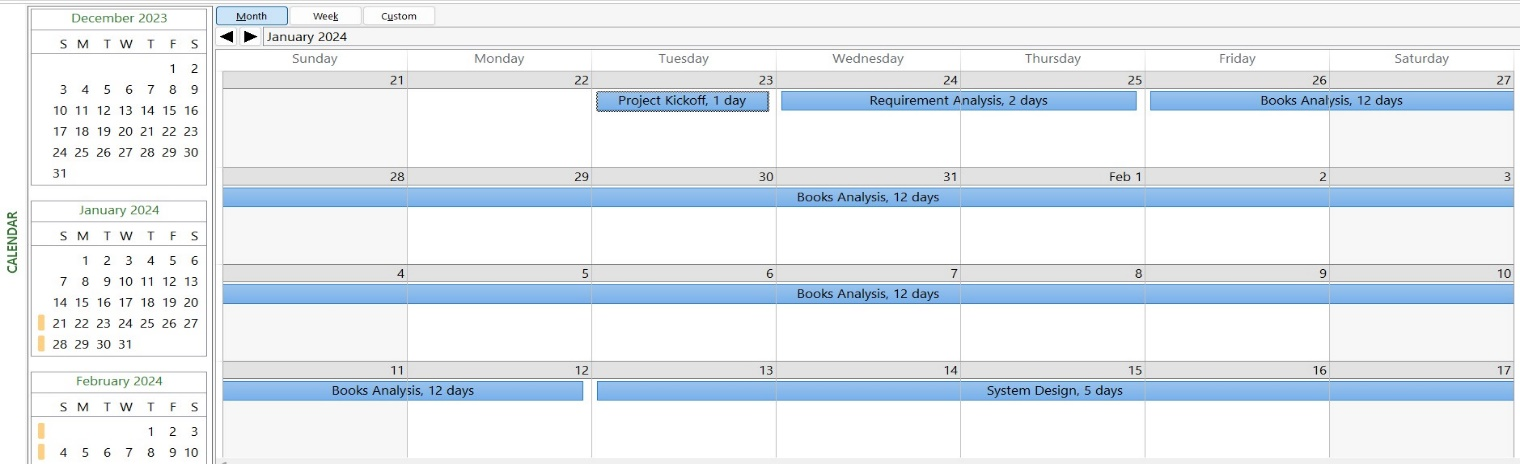 CALENDAR
December 2023
S M T W T F S
1 2
3 4 5 6 7 8 9
10 11 12 13 14 15 16
17 18 19 20 21 22 23
24 25 26 27 28 29 30
31
January 2024
S M T W T F S
1 2 3 4 5 6
7 8 9 10 11 12 13
14 15 16 17 18 19 20
21 22 23 24 25 26 27
28 29 30 31
February 2024
S M T W T F S
1 2 3
4 5 6 7 8 9 10
Month Week Custom
January 2024
Sunday Monday Tuesday Wednesday Thursday Friday Saturday
21 22 23 24 25 26 27
Project Kickoff, 1 day Requirement Analysis, 2 days Books Analysis, 12 days
28 29 30 31 Feb 1 2 3
Books Analysis, 12 days
4 5 6 7 8 9 10
Books Analysis, 12 days
11 12 13 14 15 16 17
Books Analysis, 12 days System Design, 5 days